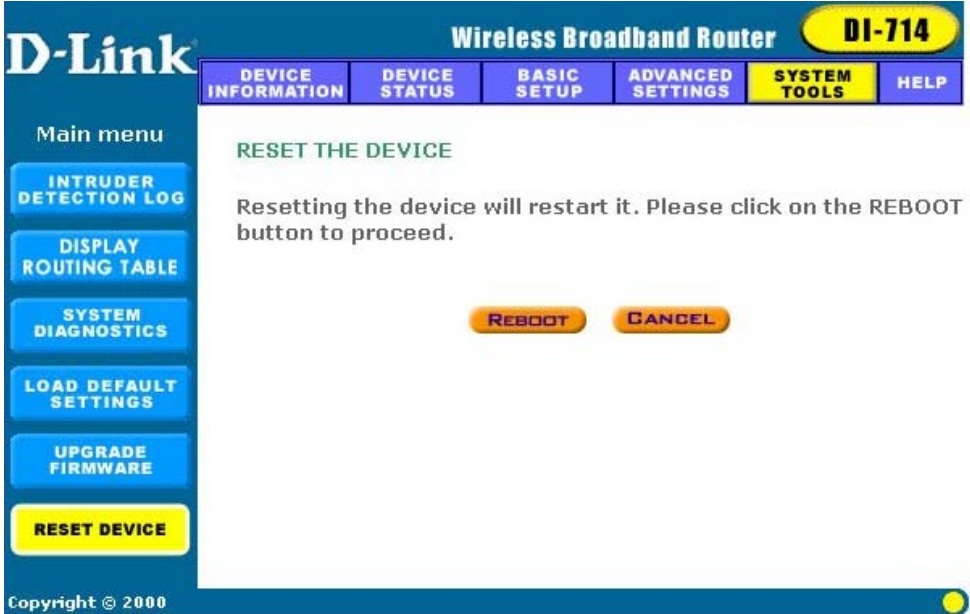 D-Link
Wireless Broadband Router
DI-714
DEVICE
INFORMATION
DEVICE
STATUS
BASIC
SETUP
ADVANCED
SETTINGS
SYSTEM
TOOLS
HELP
Main menu
INTRUDER
DETECTION LOG
DISPLAY
ROUTING TABLE
SYSTEM
DIAGNOSTICS
LOAD DEFAULT
SETTINGS
UPGRADE
FIRMWARE
RESET DEVICE
RESET THE DEVICE
Resetting the device will restart it. Please click on the REBOOT
button to proceed.
REBOOT
CANCEL
Copyright © 2000